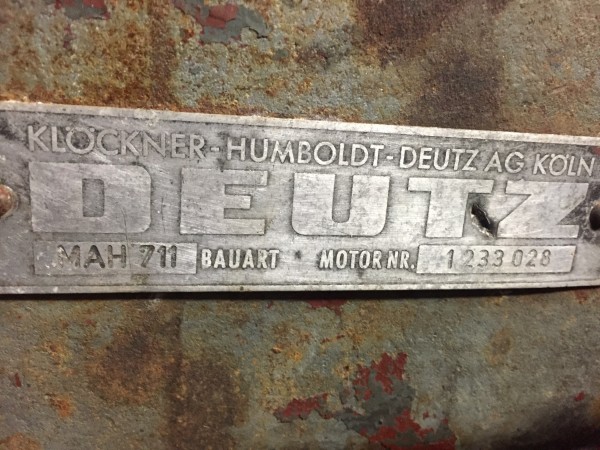 KLÖCKNER-HUMBOLDT-DEUTZ AG KÖLN
DEUTZ
MAH 711 BAUART MOTOR NR. 1 233 028